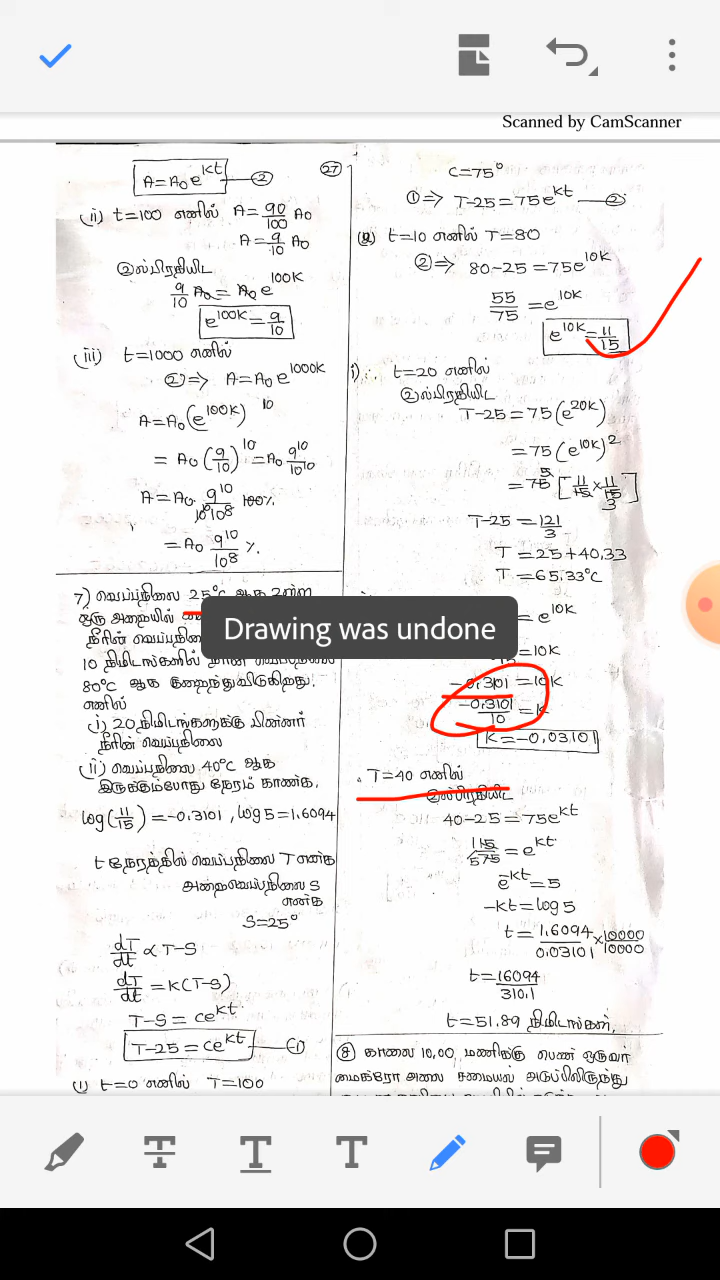 Scanned by CamScanner
A=A₀e^kt —②
㉗
(ii) t=100 எனில் A=90/100 A₀
A=9/10 A₀
②ல்பிரதியிட
9/10 A₀=A₀e^100K
e^100K=9/10
(iii) t=1000 எனில்
②=> A=A₀e^1000K
A=A₀(e^100K)^10
=A₀(9/10)^10=A₀ 9^10/10^10
=A₀ 9^10/10^8 %.
7) வெப்பநிலை 25°C ஆக உள்ள
ஒரு அறையில்
நீரின் வெப்பநிலை
10 நிமிடங்களில்
80°C ஆக குறைந்துவிடுகிறது.
எனில்
i) 20 நிமிடங்களுக்கு பின்னர்
நீரின் வெப்பநிலை
(ii) வெப்பநிலை 40°C ஆக
இருக்கும்போது நேரம் காண்க.
log(11/15)=-0.3101, log5=1.6094
t நேரத்தில் வெப்பநிலை T என்க
அறைவெப்பநிலை S
என்க
S=25°
dT/dt ∝ T-S
dT/dt=K(T-S)
T-S=ce^kt
T-25=ce^kt —①
(i) t=0 எனில் T=100
C=75°
①=> T-25=75e^kt —②
t=10 எனில் T=80
②=> 80-25=75e^10K
55/75=e^10K
e^10K=11/15
i) t=20 எனில்
②ல்பிரதியிட
T-25=75(e^20K)
=75(e^10K)^2
=75[11/15×11/15]
T-25=121/3
T=25+40.33
T=65.33°C
=e^10K
=10K
Drawing was undone
-0.3101=10K
-0.3101/10=K
K=-0.03101
T=40 எனில்
②ல்பிரதியிட
40-25=75e^kt
15/75=e^kt
e^-kt=5
-kt=log5
t=1.6094/0.03101×10000/10000
t=16094/310.1
t=51.89 நிமிடங்கள்.
⑧ காலை 10.00 மணிக்கு பெண் ஒருவர்
மைக்ரோ அலை சமையல் அடுப்பிலிருந்து